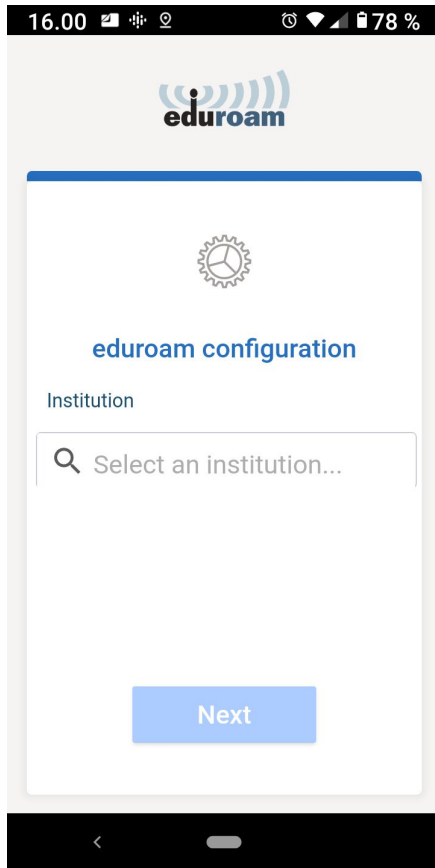 16.00
78 %
eduroam
eduroam configuration
Institution
Select an institution...
Next